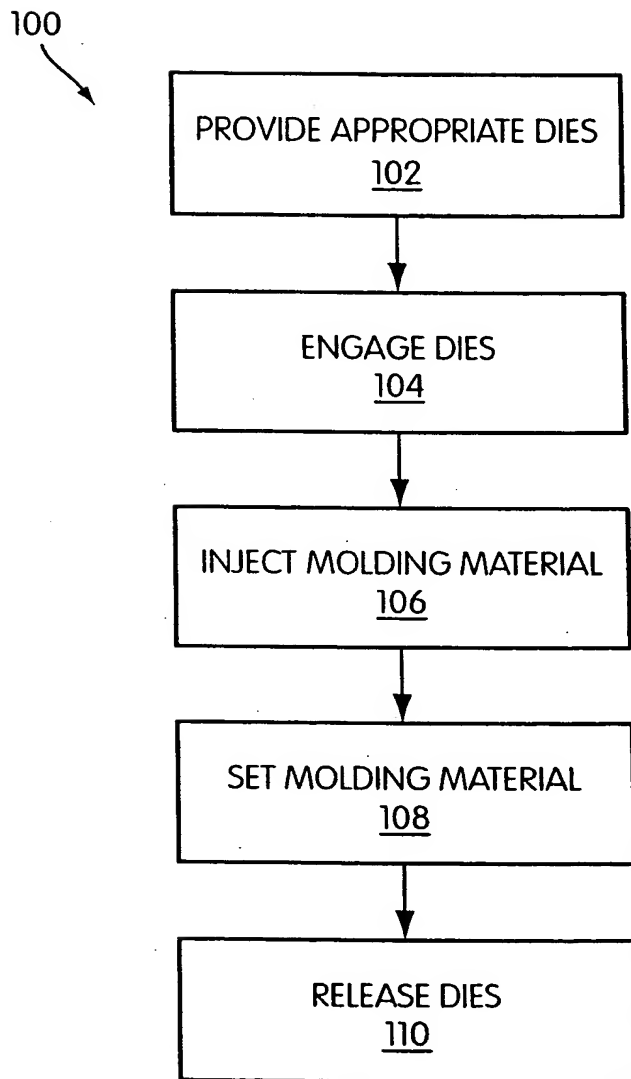 100
PROVIDE APPROPRIATE DIES
102
ENGAGE DIES
104
INJECT MOLDING MATERIAL
106
SET MOLDING MATERIAL
108
RELEASE DIES
110